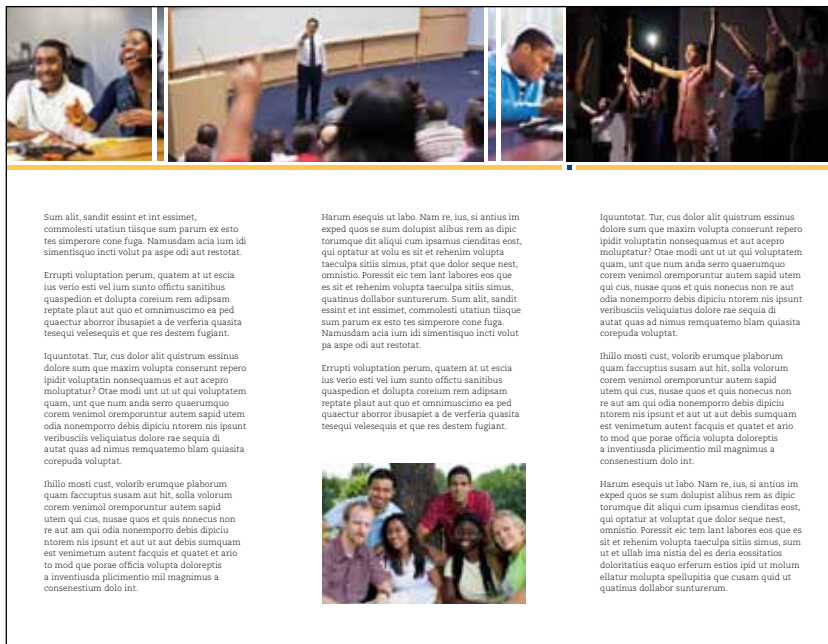 Sum alit, sandit essint et int essimet,
commolesti utatiun tiisque sum parum ex esto
tes simperore cone fuga. Namusdam acia ium idi
simentisquo incti volut pa aspe odi aut restotat.
Errupti voluptation perum, quatem at ut escia
ius verio esti vel ium sunto offictu sanitibus
quaspedion et dolupta coreium rem adipsam
reptate plaut aut quo et omnimuscimo ea ped
quaectur aborror ibusapiet a de verferia quasita
tesequi velesequis et que res destem fugiant.
Iquuntotat. Tur, cus dolor alit quistrum essinus
dolore sum que maxim volupta conserunt repero
ipidit voluptatin nonsequamus et aut acepro
moluptatur? Otae modi unt ut ut qui voluptatem
quam, unt que num anda serro quaerumquo
corem venimol oremporuntur autem sapid utem
odia nonemporro debis dipiciu ntorem nis ipsunt
veribusciis veliquiatus dolore rae sequia di
autat quas ad nimus remquatemo blam quiasita
corepuda voluptat.
Ihillo mosti cust, volorib erumque plaborum
quam faccuptus susam aut hit, solla volorum
corem venimol oremporuntur autem sapid
utem qui cus, nusae quos et quis nonecus non
re aut am qui odia nonemporro debis dipiciu
ntorem nis ipsunt et aut ut aut debis sumquam
est venimetum autent facquis et quatet et ario
to mod que porae officia volupta doloreptis
a inventiusda plicimentio mil magnimus a
consenestium dolo int.
Harum esequis ut labo. Nam re, ius, si antius im
exped quos se sum dolupist alibus rem as dipic
torumque dit aliqui cum ipsamus cienditas eost,
qui optatur at volu es sit et rehenim volupta
taeculpa sitiis simus, ptat que dolor seque nest,
omnistio. Poressit eic tem lant labores eos que
es sit et rehenim volupta taeculpa sitiis simus,
quatinus dollabor sunturerum. Sum alit, sandit
essint et int essimet, commolesti utatiun tiisque
sum parum ex esto tes simperore cone fuga.
Namusdam acia ium idi simentisquo incti volut
pa aspe odi aut restotat.
Errupti voluptation perum, quatem at ut escia
ius verio esti vel ium sunto offictu sanitibus
quaspedion et dolupta coreium rem adipsam
reptate plaut aut quo et omnimuscimo ea ped
quaectur aborror ibusapiet a de verferia quasita
tesequi velesequis et que res destem fugiant.
Iquuntotat. Tur, cus dolor alit quistrum essinus
dolore sum que maxim volupta conserunt repero
ipidit voluptatin nonsequamus et aut acepro
moluptatur? Otae modi unt ut ut qui voluptatem
quam, unt que num anda serro quaerumquo
corem venimol oremporuntur autem sapid utem
qui cus, nusae quos et quis nonecus non re aut
odia nonemporro debis dipiciu ntorem nis ipsunt
veribusciis veliquiatus dolore rae sequia di
autat quas ad nimus remquatemo blam quiasita
corepuda voluptat.
Ihillo mosti cust, volorib erumque plaborum
quam faccuptus susam aut hit, solla volorum
corem venimol oremporuntur autem sapid
utem qui cus, nusae quos et quis nonecus non
re aut am qui odia nonemporro debis dipiciu
ntorem nis ipsunt et aut ut aut debis sumquam
est venimetum autent facquis et quatet et ario
to mod que porae officia volupta doloreptis
a inventiusda plicimentio mil magnimus a
consenestium dolo int.
Harum esequis ut labo. Nam re, ius, si antius im
exped quos se sum dolupist alibus rem as dipic
torumque dit aliqui cum ipsamus cienditas eost,
qui optatur at voluptat que dolor seque nest,
omnistio. Poressit eic tem lant labores eos que es
sit et rehenim volupta taeculpa sitiis simus, sum
ut et ullab ima nistia del es deria eossitatios
doloritatius eaquo erferum estios ipid ut molum
ellatur molupta spellupitia que cusam quid ut
quatinus dollabor sunturerum.